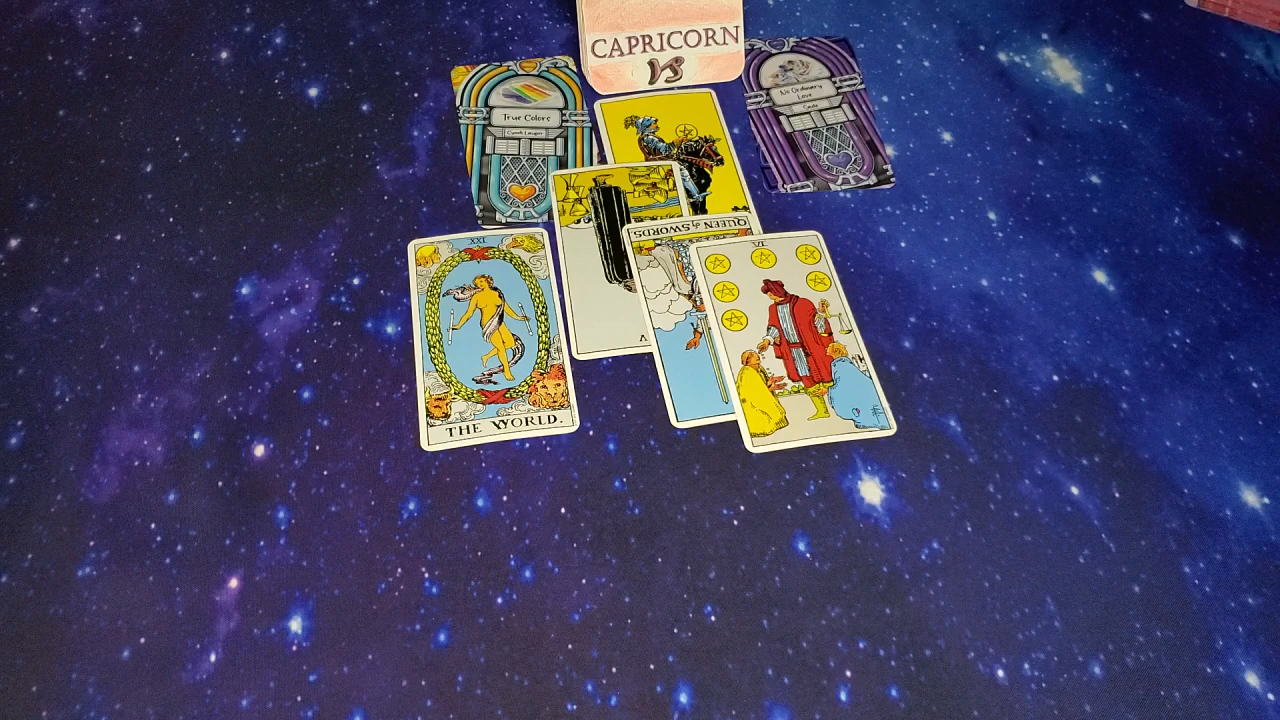 CAPRICORN
True Colors
Cyndi Lauper
No Ordinary
Love
Sade
QUEEN of SWORDS.
XXI
THE WORLD.
V
VI